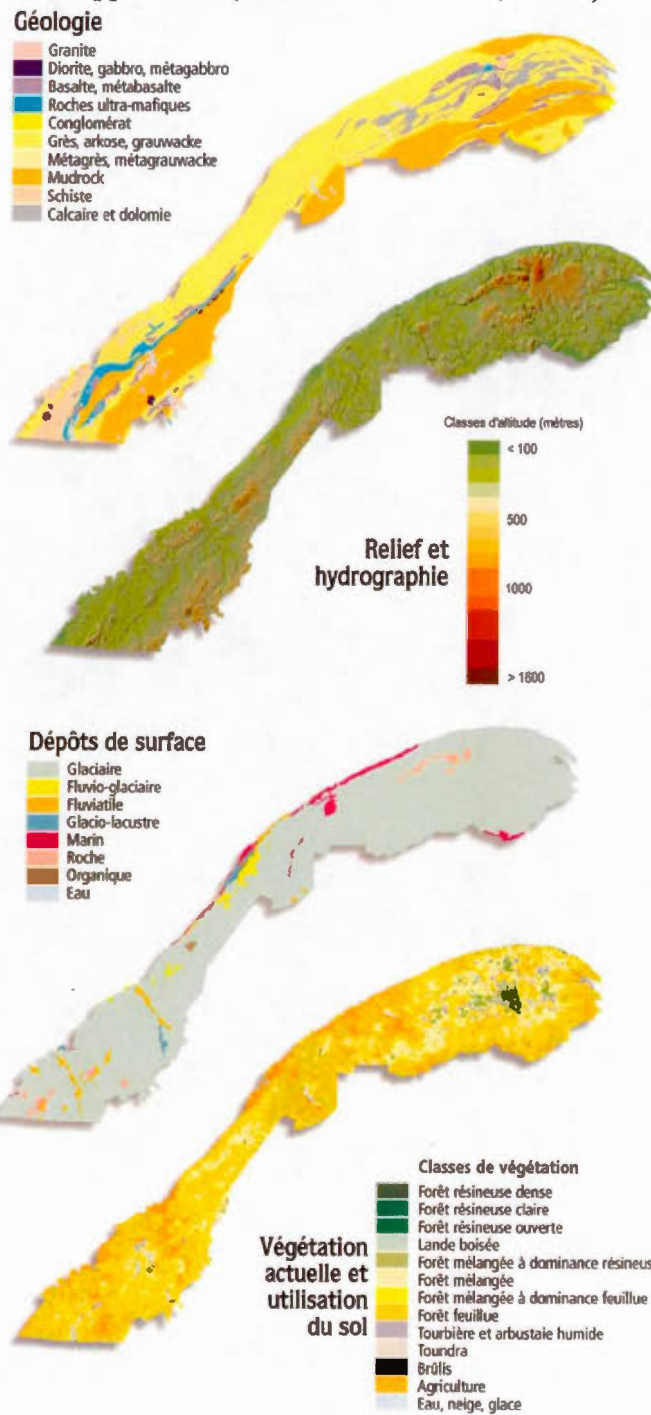 Géologie
Granite
Diorite, gabbro, métagabbro
Basalte, métabasalte
Roches ultra-mafiques
Conglomérat
Grès, arkose, grauwacke
Métagrès, métagrauwacke
Mudrock
Schiste
Calcaire et dolomie
Classes d'altitude (mètres)
< 100
500
1000
> 1600
Relief et
hydrographie
Dépôts de surface
Glaciaire
Fluvio-glaciaire
Fluviatile
Glacio-lacustre
Marin
Roche
Organique
Eau
Végétation
actuelle et
utilisation
du sol
Classes de végétation
Forêt résineuse dense
Forêt résineuse claire
Forêt résineuse ouverte
Lande boisée
Forêt mélangée à dominance résineus
Forêt mélangée
Forêt mélangée à dominance feuillue
Forêt feuillue
Tourbière et arbustaie humide
Toundra
Brûlis
Agriculture
Eau, neige, glace